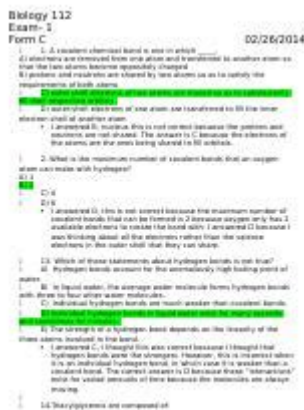 Biology 112
Exam- 1
Form C 02/26/2014
1. A covalent chemical bond is one in which ____.
A) electrons are removed from one atom and transferred to another atom so
that the two atoms become oppositely charged
B) protons and neutrons are shared by two atoms so as to satisfy the
requirements of both atoms
C) outer-shell electrons of two atoms are shared so as to satisfactorily
fill their respective orbitals
D) outer-shell electrons of one atom are transferred to fill the inner
electron shell of another atom
• I answered B, nucleus this is not correct because the protons and
neutrons are not shared. The answer is C because the electrons of
the atoms are the ones being shared to fill orbitals.
2. What is the maximum number of covalent bonds that an oxygen
atom can make with hydrogen?
C) 4
D) 6
• I answered D, this is not correct because the maximum number of
covalent bonds that can be formed is 2 because oxygen only has 2
available electrons to create the bond with. I answered D because I
was thinking about all the electrons rather than the valence
electrons in the outer shell that they can share.
13. Which of these statements about hydrogen bonds is not true?
A) Hydrogen bonds account for the anomalously high boiling point of
water.
B) In liquid water, the average water molecule forms hydrogen bonds
with three to four other water molecules.
C) Individual hydrogen bonds are much weaker than covalent bonds.
D) Individual hydrogen bonds in liquid water exist for many seconds
and sometimes for minutes.
E) The strength of a hydrogen bond depends on the linearity of the
three atoms involved in the bond.
• I answered C, I thought this also correct because I thought that
hydrogen bonds were the strongest. However, this is incorrect when
it is an individual hydrogen bond, in which case it is weaker than a
covalent bond. The correct answer is D because these "interactions"
exist for varied periods of time because the molecules are always
moving.
14. Triacylglycerols are composed of: